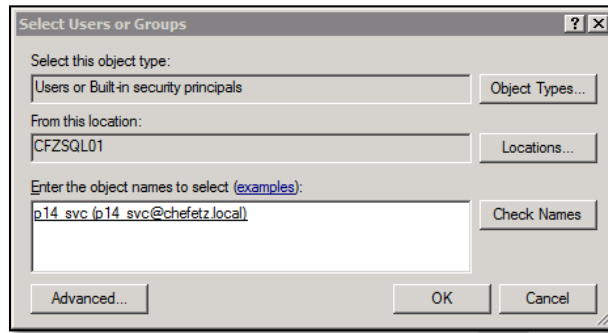 Select Users or Groups
Select this object type:
Users or Built-in security principals
Object Types...
From this location:
CFZSQL01
Locations...
Enter the object names to select (examples):
p14_svc (p14_svc@chefetz.local)
Check Names
Advanced...
OK
Cancel